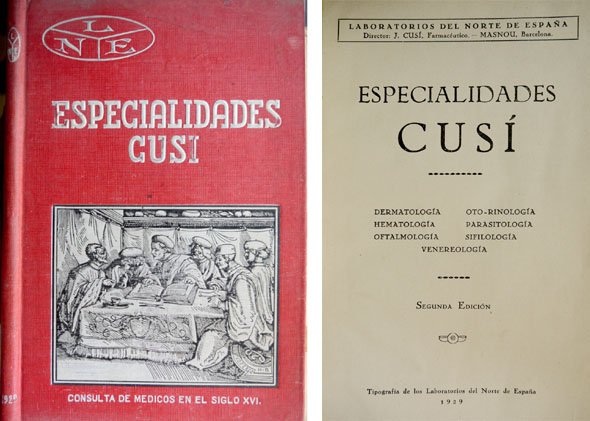 L
N E
ESPECIALIDADES
CUSI
CONSULTA DE MEDICOS EN EL SIGLO XVI.
LABORATORIOS DEL NORTE DE ESPAÑA
Director: J. CUSÍ, Farmacéutico. — MASNOU, Barcelona.
ESPECIALIDADES
CUSÍ
DERMATOLOGÍA OTO-RINOLOGÍA
HEMATOLOGÍA PARASITOLOGÍA
OFTALMOLOGÍA SIFILOLOGÍA
VENEREOLOGÍA
SEGUNDA EDICIÓN
Tipografía de los Laboratorios del Norte de España
1929